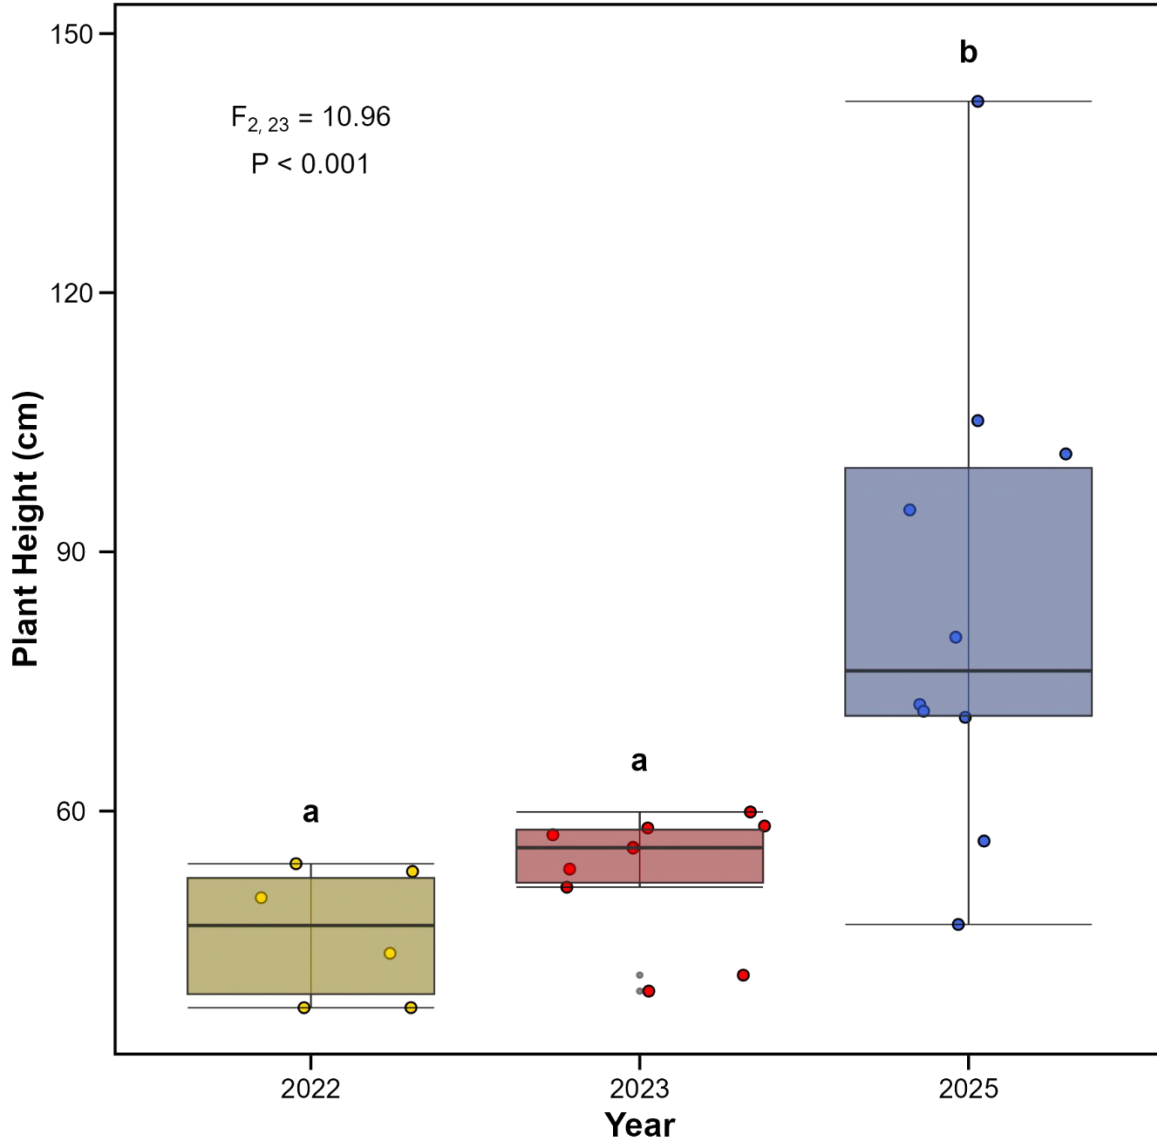 150
b
F2, 23 = 10.96
P < 0.001
120
Plant Height (cm)
90
a
60
a
2022
2023
2025
Year